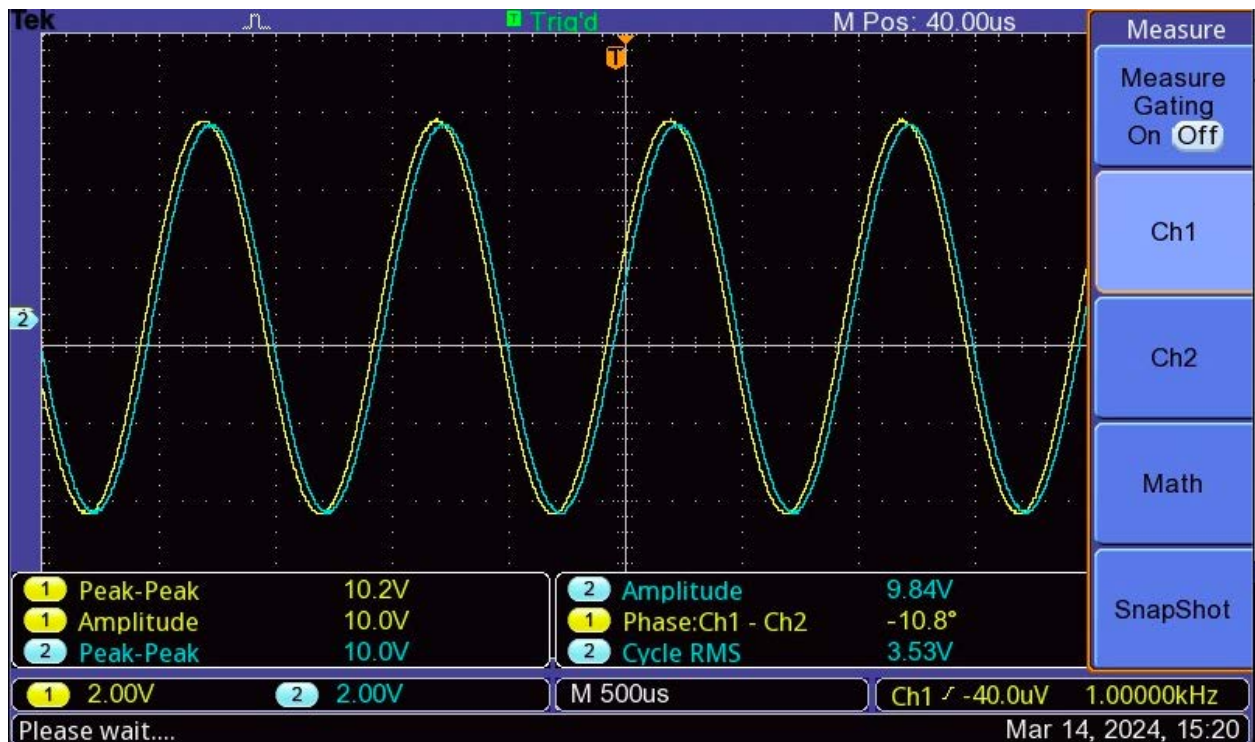 Tek T Trig'd M Pos: 40.00us
Measure
T
Measure
Gating
On Off
Ch1
2
Ch2
Math
SnapShot
1 Peak-Peak 10.2V 2 Amplitude 9.84V
1 Amplitude 10.0V 1 Phase:Ch1 - Ch2 -10.8°
2 Peak-Peak 10.0V 2 Cycle RMS 3.53V
1 2.00V 2 2.00V M 500us Ch1 -40.0uV 1.00000kHz
Please wait.... Mar 14, 2024, 15:20